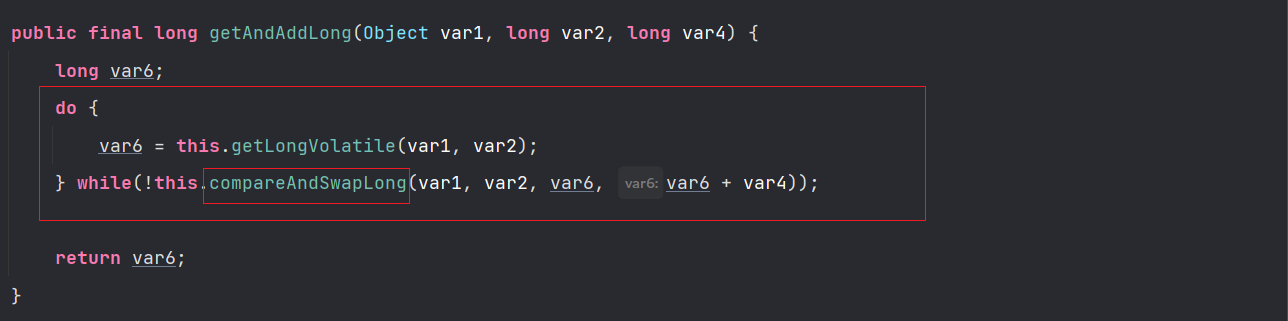 public final long getAndAddLong(Object var1, long var2, long var4) {
long var6;
do {
var6 = this.getLongVolatile(var1, var2);
} while(!this.compareAndSwapLong(var1, var2, var6, var6: var6 + var4));
return var6;
}